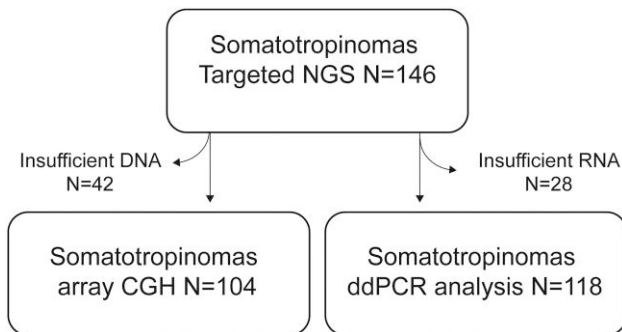 Somatotropinomas
Targeted NGS N=146
Insufficient DNA
N=42
Insufficient RNA
N=28
Somatotropinomas
array CGH N=104
Somatotropinomas
ddPCR analysis N=118